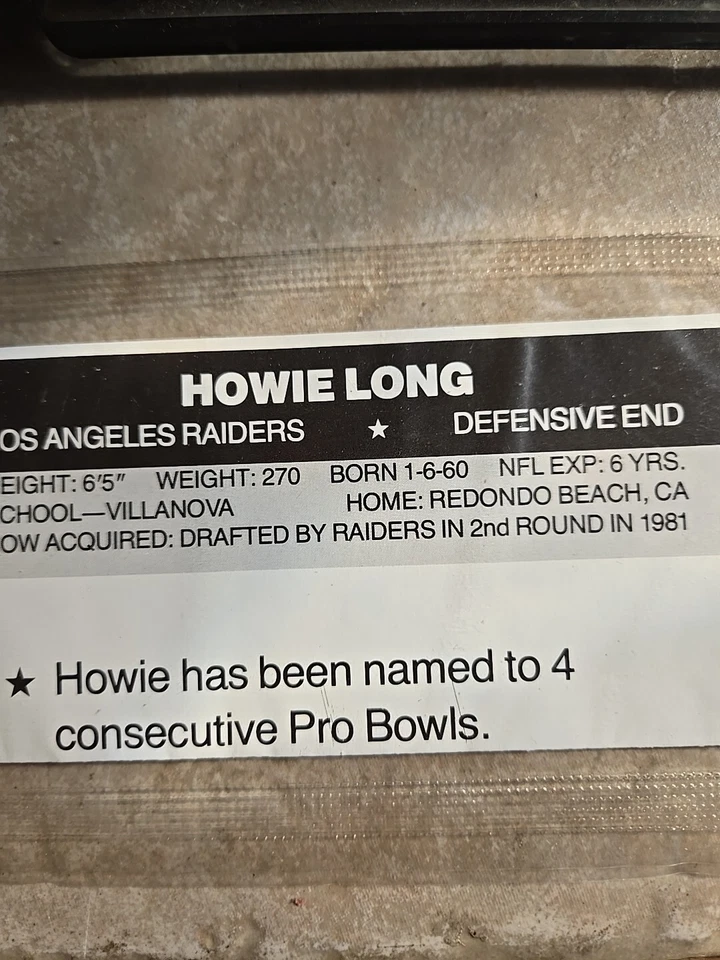 HOWIE LONG
OS ANGELES RAIDERS ★ DEFENSIVE END
EIGHT: 6'5" WEIGHT: 270 BORN 1-6-60 NFL EXP: 6 YRS.
CHOOL—VILLANOVA HOME: REDONDO BEACH, CA
OW ACQUIRED: DRAFTED BY RAIDERS IN 2nd ROUND IN 1981
★ Howie has been named to 4
consecutive Pro Bowls.